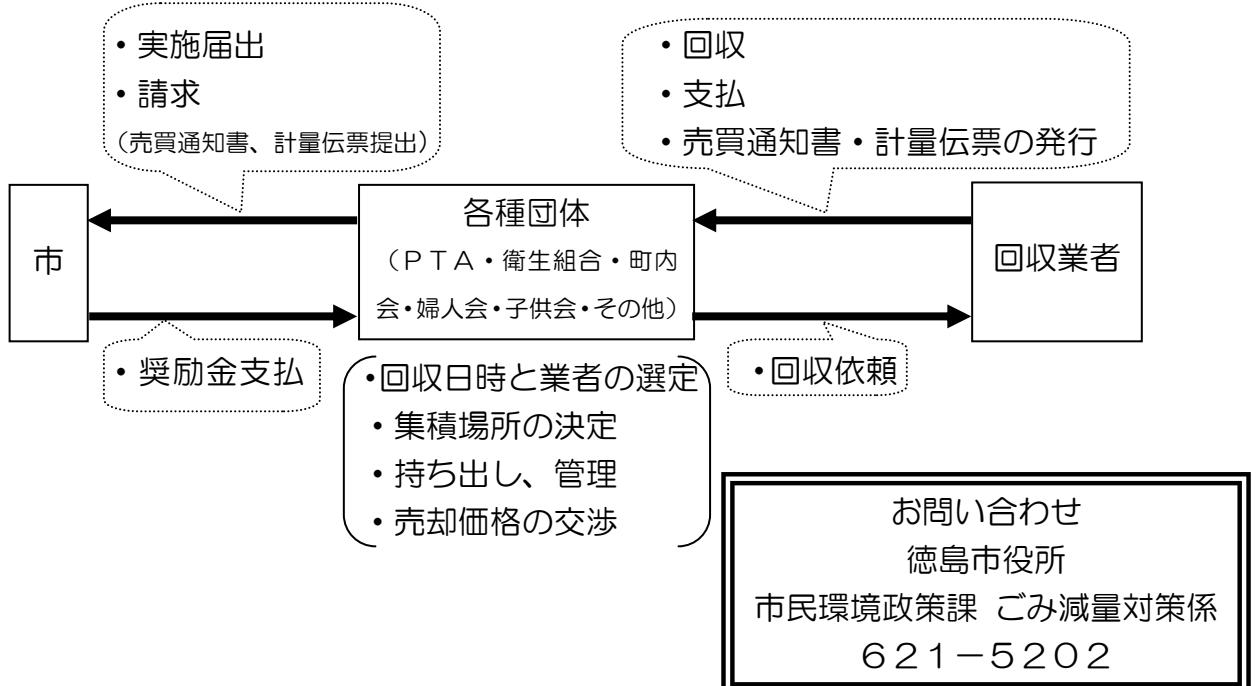 ・実施届出
・請求
（売買通知書、計量伝票提出）
・回収
・支払
・売買通知書・計量伝票の発行
市
各種団体
（ＰＴＡ・衛生組合・町内
会・婦人会・子供会・その他）
回収業者
・奨励金支払
・回収日時と業者の選定
・集積場所の決定
・持ち出し、管理
・売却価格の交渉
・回収依頼
お問い合わせ
徳島市役所
市民環境政策課 ごみ減量対策係
６２１－５２０２